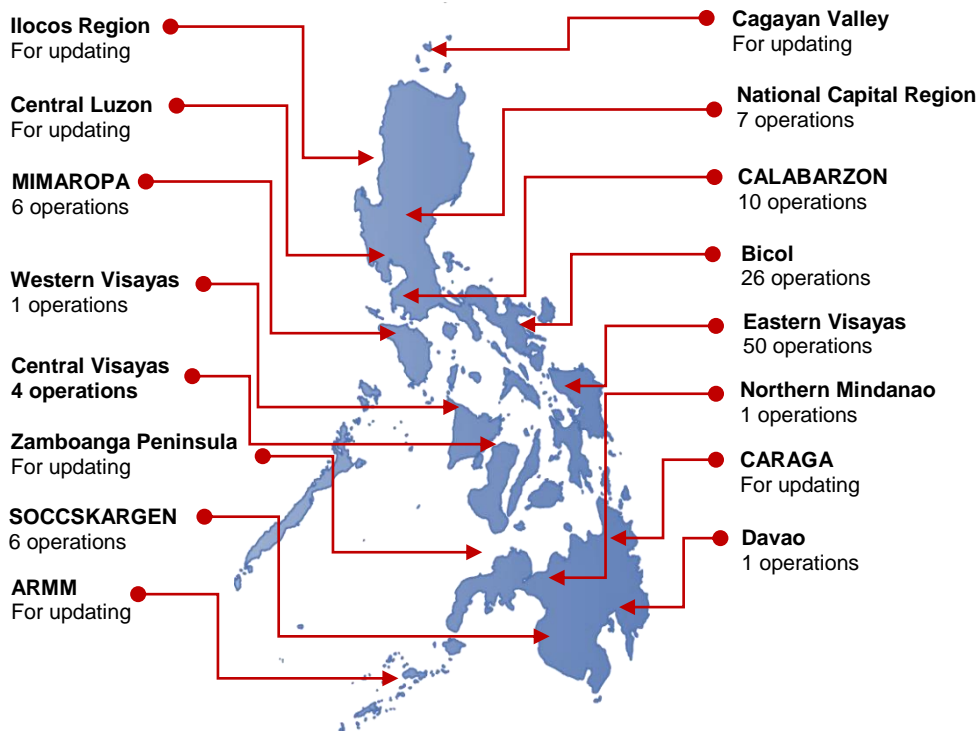 Ilocos Region
For updating
Central Luzon
For updating
MIMAROPA
6 operations
Western Visayas
1 operations
Central Visayas
4 operations
Zamboanga Peninsula
For updating
SOCCSKARGEN
6 operations
ARMM
For updating
Cagayan Valley
For updating
National Capital Region
7 operations
CALABARZON
10 operations
Bicol
26 operations
Eastern Visayas
50 operations
Northern Mindanao
1 operations
CARAGA
For updating
Davao
1 operations